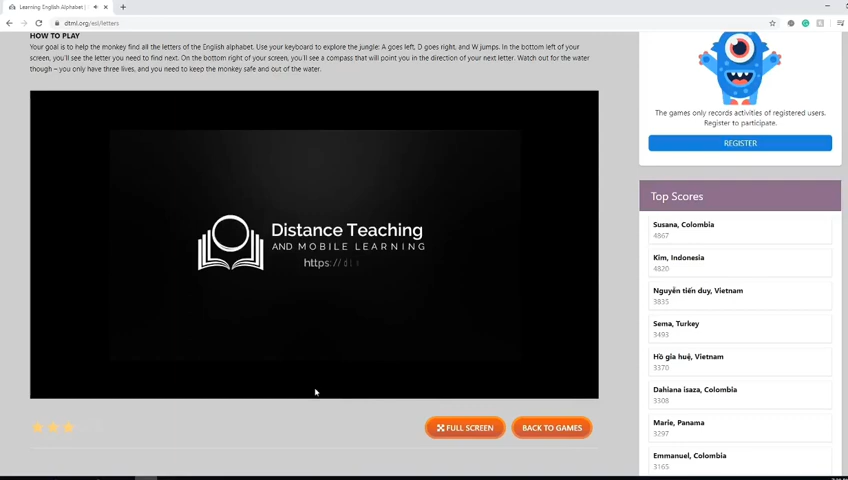 Learning English Alphabet |
dtml.org/esl/letters
HOW TO PLAY
Your goal is to help the monkey find all the letters of the English alphabet. Use your keyboard to explore the jungle: A goes left, D goes right, and W jumps. In the bottom left of your
screen, you'll see the letter you need to find next. On the bottom right of your screen, you'll see a compass that will point you in the direction of your next letter. Watch out for the water
though – you only have three lives, and you need to keep the monkey safe and out of the water.
Distance Teaching
AND MOBILE LEARNING
https://
FULL SCREEN
BACK TO GAMES
The games only records activities of registered users.
Register to participate.
REGISTER
Top Scores
Susana, Colombia
4867
Kim, Indonesia
4820
Nguyễn tiến duy, Vietnam
3835
Sema, Turkey
3493
Hồ gia huệ, Vietnam
3370
Dahiana isaza, Colombia
3308
Marie, Panama
3297
Emmanuel, Colombia
3165